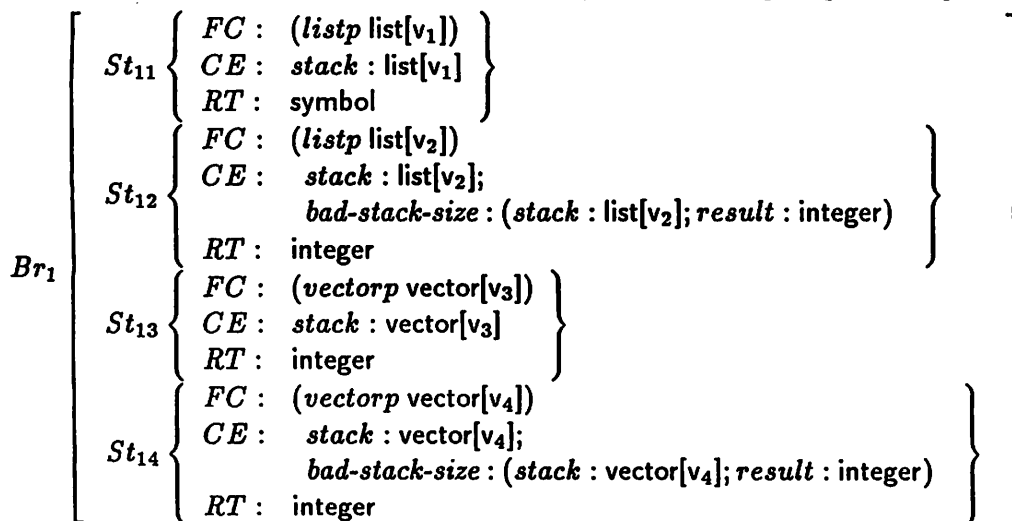 FC : (listp list[v₁])
St₁₁ CE : stack : list[v₁]
RT : symbol
FC : (listp list[v₂])
CE : stack : list[v₂];
St₁₂ bad-stack-size : (stack : list[v₂]; result : integer)
RT : integer
Br₁
FC : (vectorp vector[v₃])
St₁₃ CE : stack : vector[v₃]
RT : integer
FC : (vectorp vector[v₄])
CE : stack : vector[v₄];
St₁₄ bad-stack-size : (stack : vector[v₄]; result : integer)
RT : integer